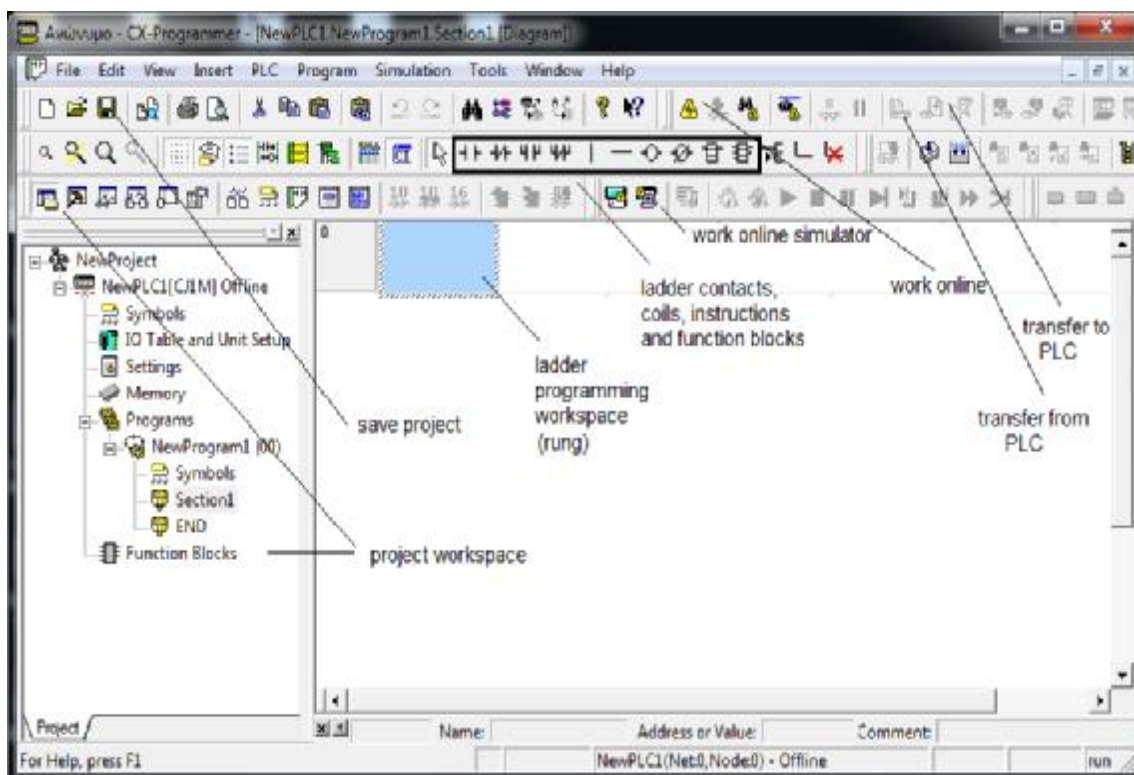 Ανώνυμο - CX-Programmer - [NewPLC1.NewProgram1.Section1 [Diagram]]
File Edit View Insert PLC Program Simulation Tools Window Help
0
NewProject
NewPLC1[CJ1M] Offline
Symbols
IO Table and Unit Setup
Settings
Memory
Programs
NewProgram1 (00)
Symbols
Section1
END
Function Blocks
work online simulator
ladder contacts,
coils, instructions
and function blocks
work online
transfer to
PLC
transfer from
PLC
ladder
programming
workspace
(rung)
save project
project workspace
Project
Name:
Address or Value:
Comment:
For Help, press F1
NewPLC1(Net:0,Node:0) - Offline
run